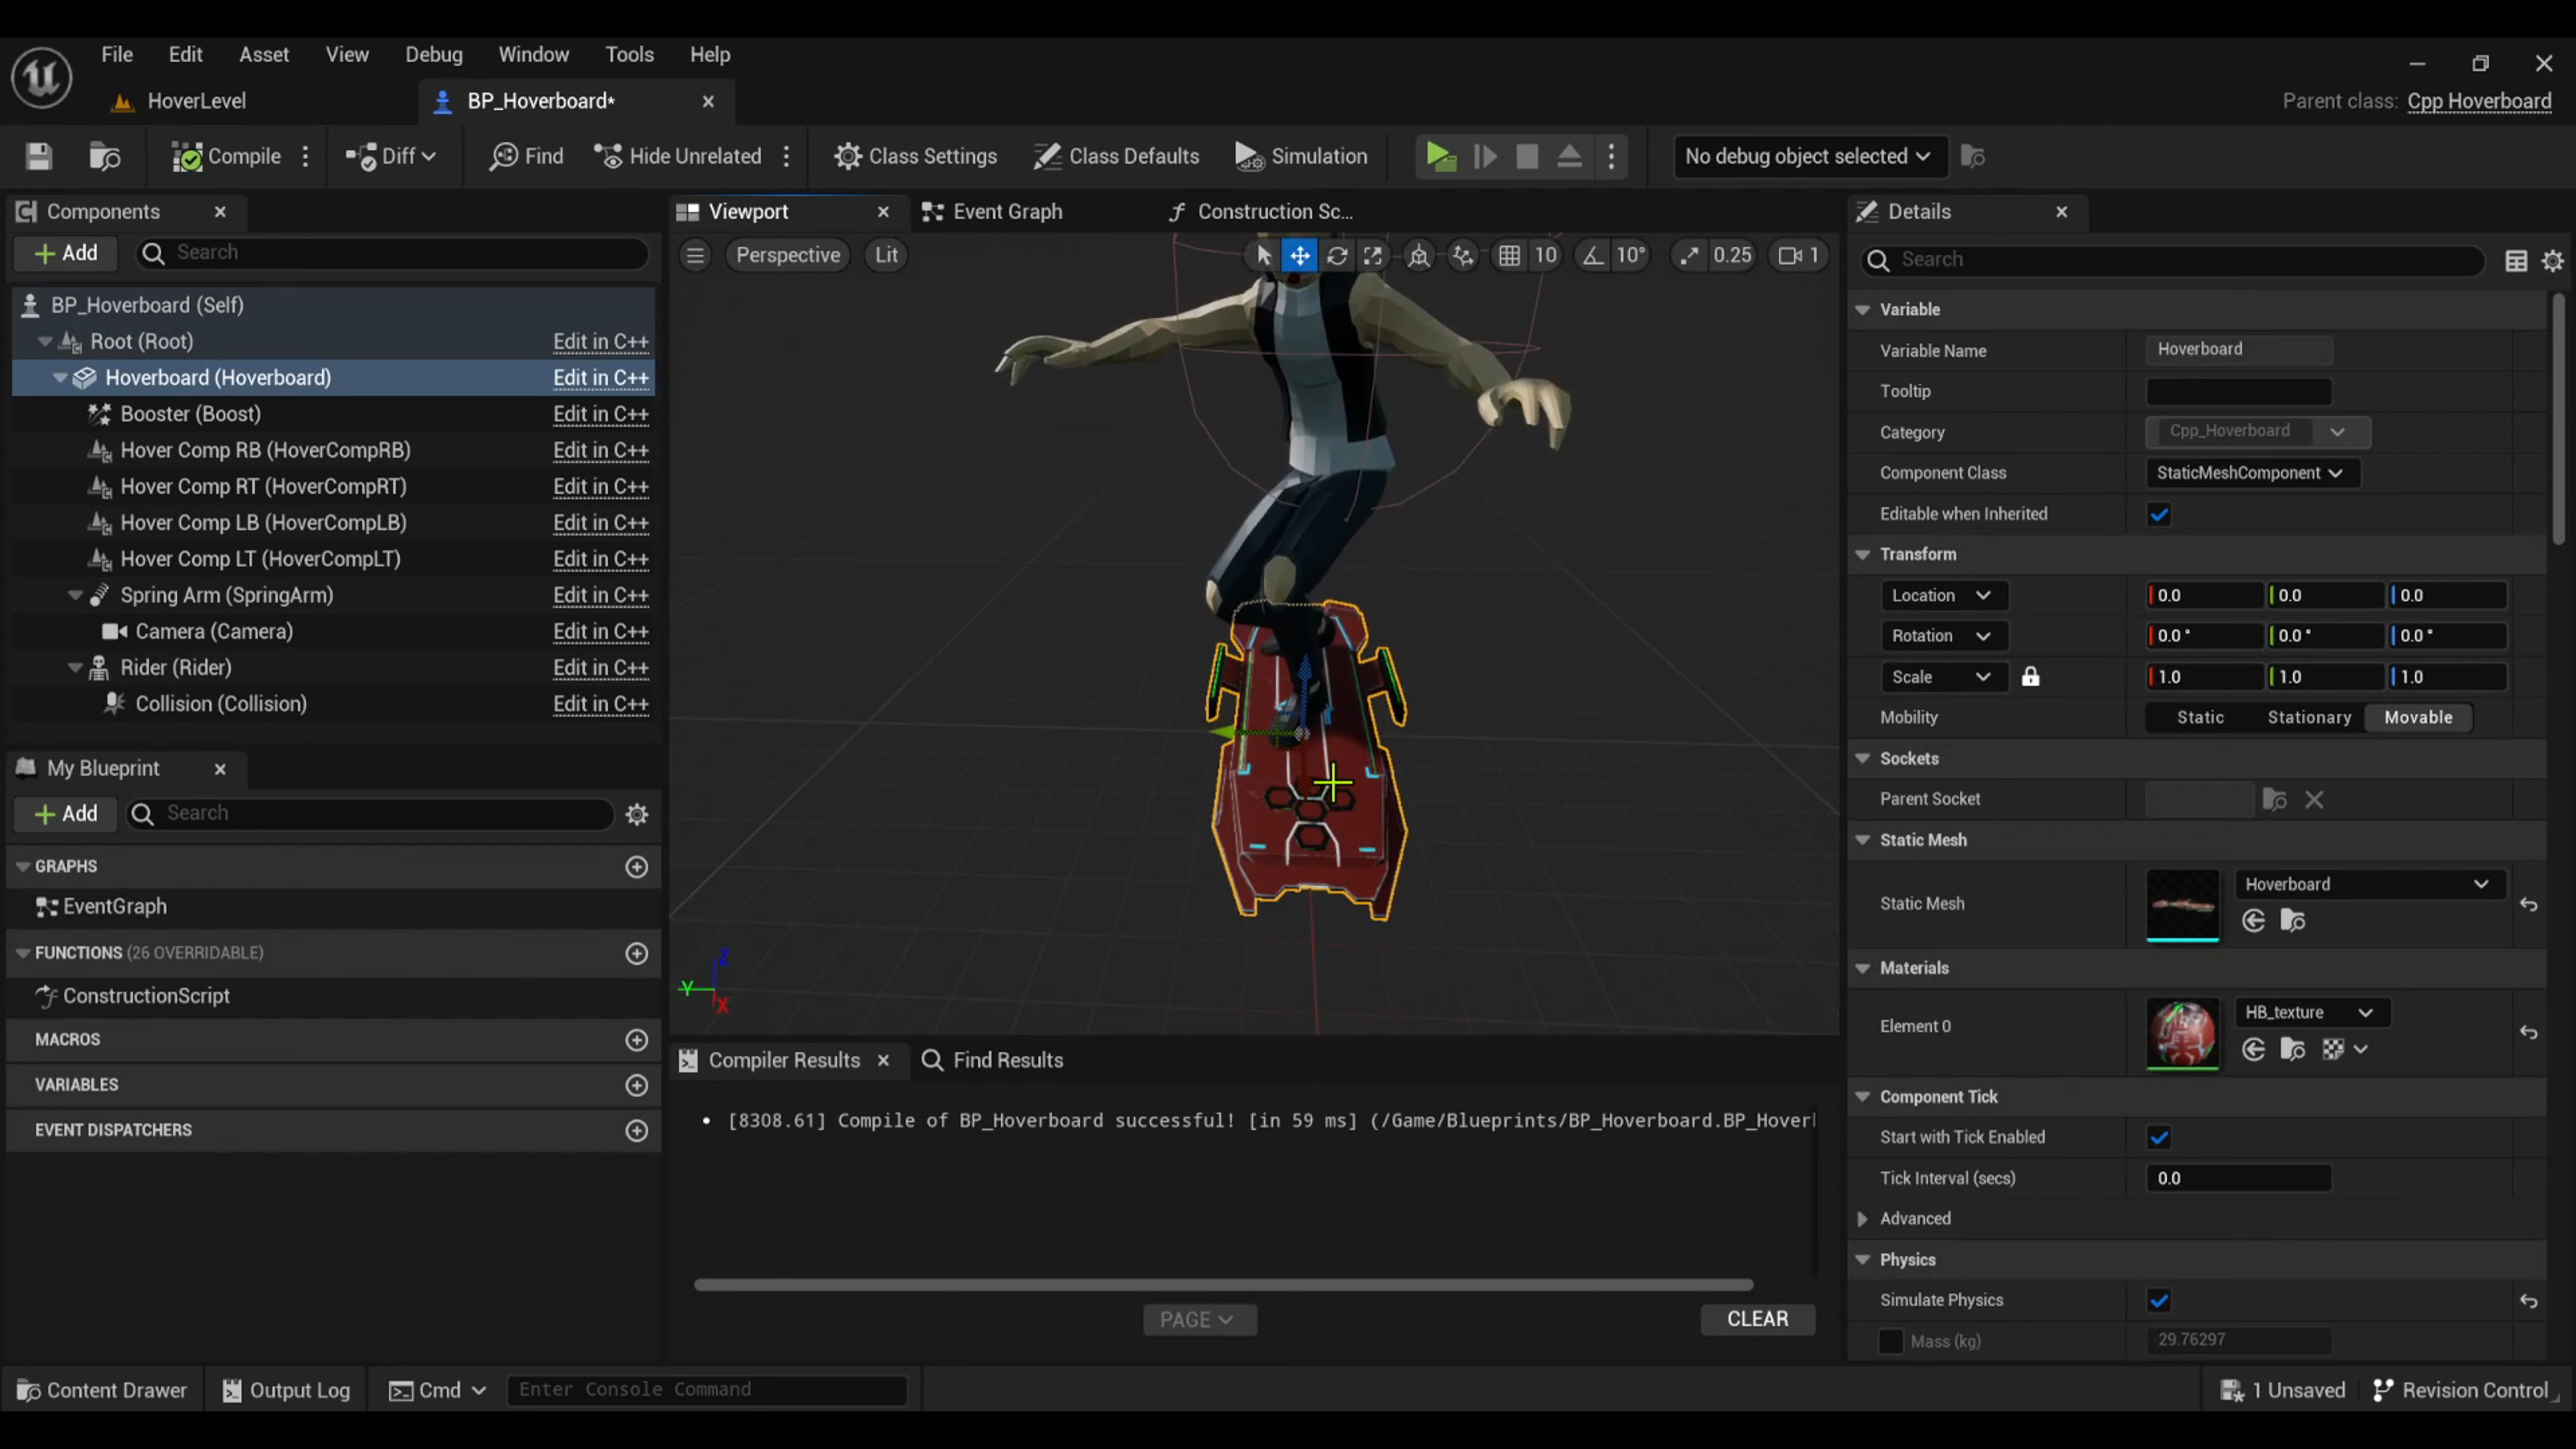 File Edit Asset View Debug Window Tools Help
HoverLevel BP_Hoverboard* Parent class: Cpp Hoverboard
Compile Diff Find Hide Unrelated Class Settings Class Defaults Simulation No debug object selected
Components Viewport Event Graph Construction Sc... Details
Add Search Perspective Lit 10 10° 0.25 1 Search
BP_Hoverboard (Self)
Root (Root) Edit in C++
Hoverboard (Hoverboard) Edit in C++
Booster (Boost) Edit in C++
Hover Comp RB (HoverCompRB) Edit in C++
Hover Comp RT (HoverCompRT) Edit in C++
Hover Comp LB (HoverCompLB) Edit in C++
Hover Comp LT (HoverCompLT) Edit in C++
Spring Arm (SpringArm) Edit in C++
Camera (Camera) Edit in C++
Rider (Rider) Edit in C++
Collision (Collision) Edit in C++
My Blueprint
Add Search
GRAPHS
EventGraph
FUNCTIONS (26 OVERRIDABLE)
ConstructionScript
MACROS
VARIABLES
EVENT DISPATCHERS
Z
Y
X
Compiler Results Find Results
• [8308.61] Compile of BP_Hoverboard successful! [in 59 ms] (/Game/Blueprints/BP_Hoverboard.BP_Hover
PAGE CLEAR
Variable
Variable Name Hoverboard
Tooltip
Category Cpp_Hoverboard
Component Class StaticMeshComponent
Editable when Inherited
Transform
Location 0.0 0.0 0.0
Rotation 0.0° 0.0° 0.0°
Scale 1.0 1.0 1.0
Mobility Static Stationary Movable
Sockets
Parent Socket
Static Mesh
Static Mesh Hoverboard
Materials
Element 0 HB_texture
Component Tick
Start with Tick Enabled
Tick Interval (secs) 0.0
Advanced
Physics
Simulate Physics
Mass (kg) 29.76297
Content Drawer Output Log Cmd Enter Console Command 1 Unsaved Revision Control